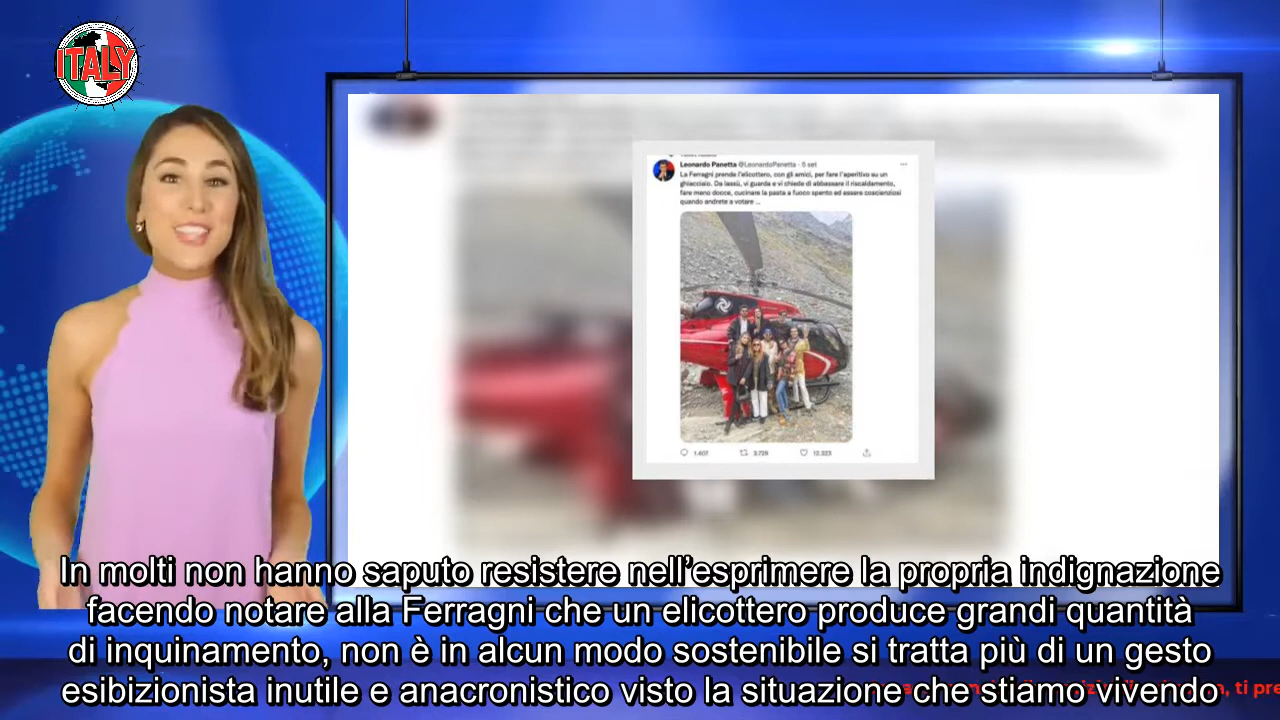 ITALY
Leonardo Panetta @LeonardoPanetta · 5 set
La Ferragni prende l'elicottero, con gli amici, per fare l'aperitivo su un
ghiacciaio. Da lassù, vi guarda e vi chiede di abbassare il riscaldamento,
fare meno docce, cucinare la pasta a fuoco spento ed essere coscienziosi
quando andrete a votare ...
1.407 3.729 12.323
In molti non hanno saputo resistere nell'esprimere la propria indignazione
facendo notare alla Ferragni che un elicottero produce grandi quantità
di inquinamento, non è in alcun modo sostenibile si tratta più di un gesto
esibizionista inutile e anacronistico visto la situazione che stiamo vivendo